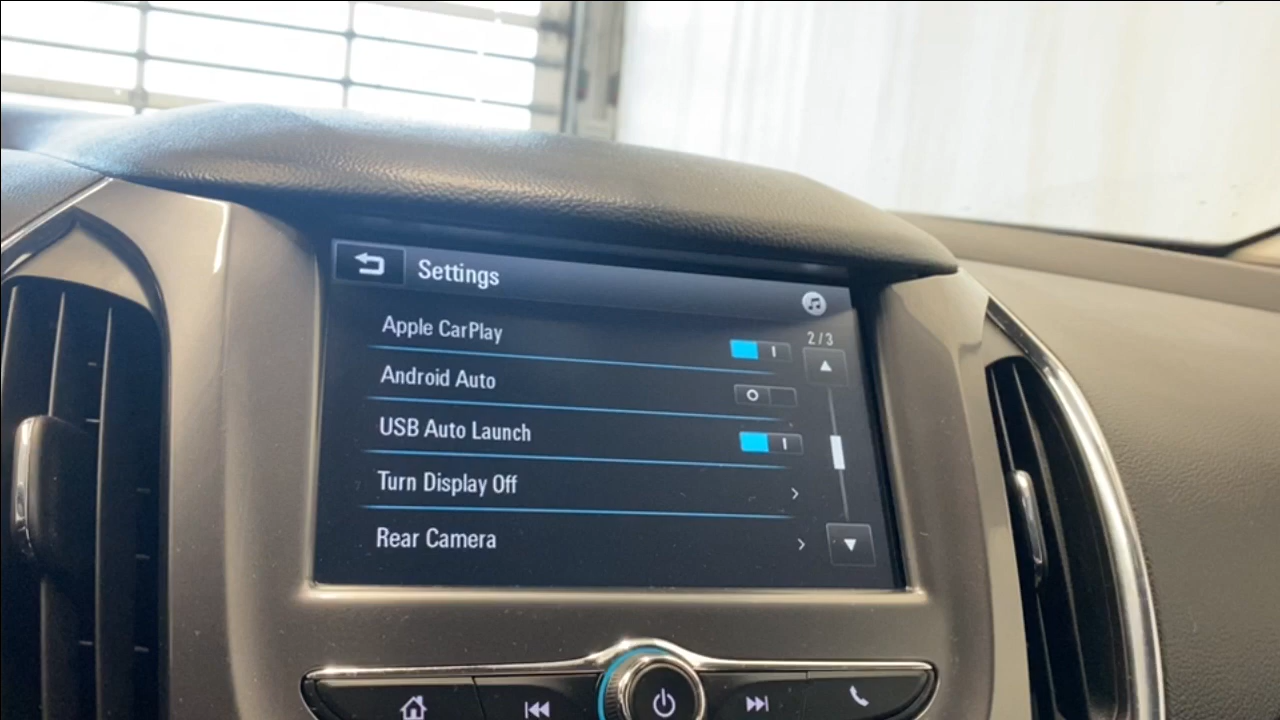 Settings
2/3
Apple CarPlay
I
Android Auto
O
USB Auto Launch
I
Turn Display Off
Rear Camera